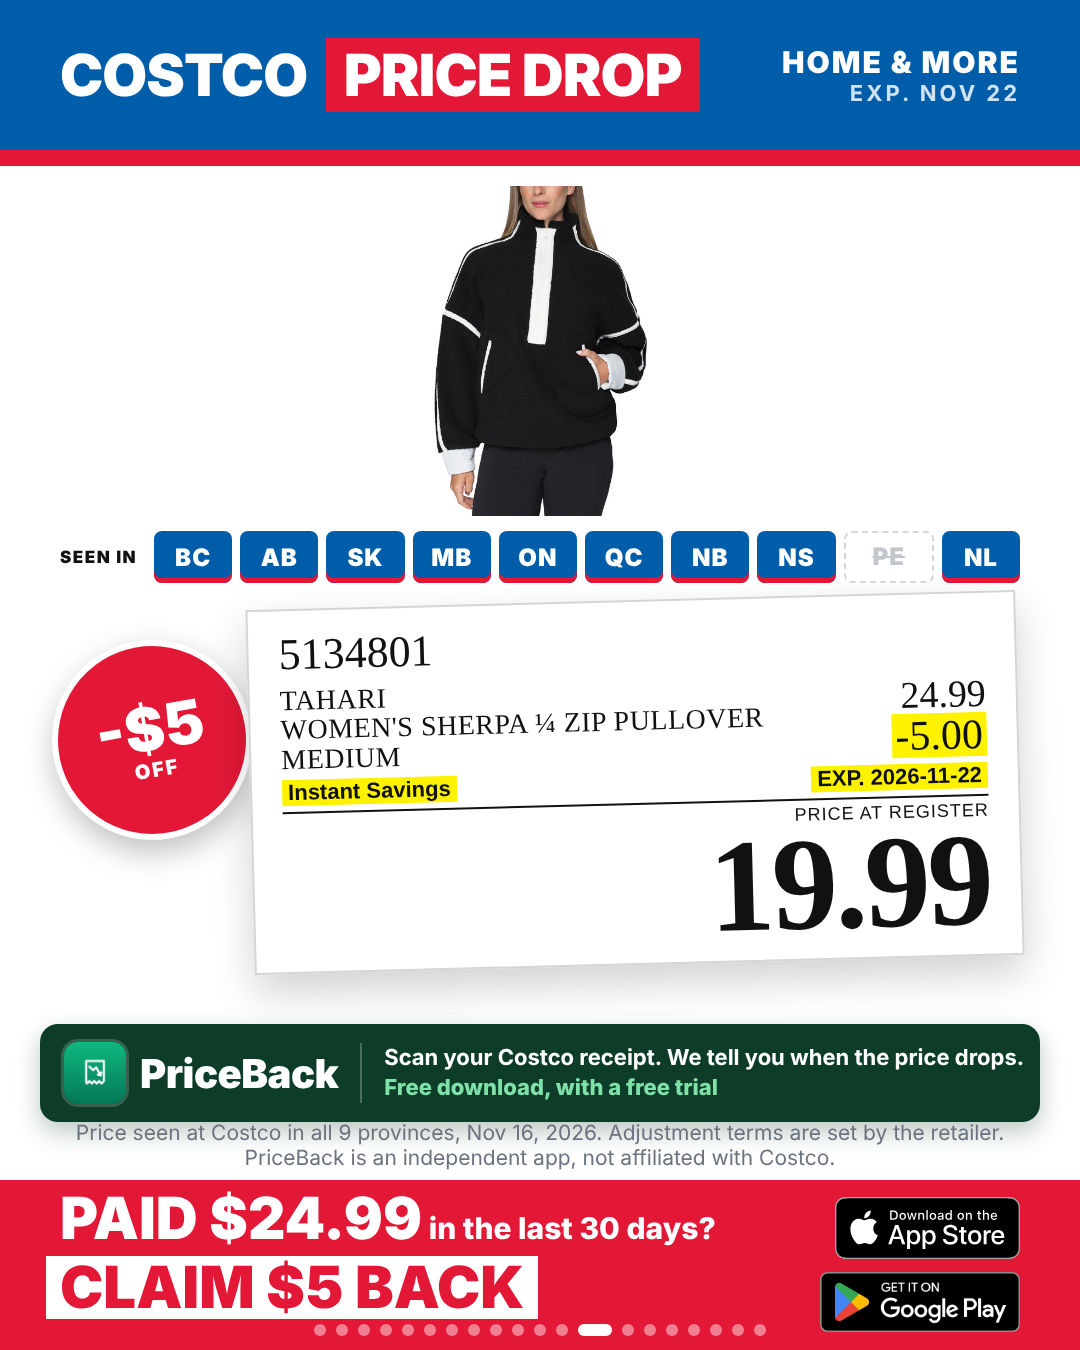 COSTCO PRICE DROP
HOME & MORE
EXP. NOV 22
SEEN IN BC AB SK MB ON QC NB NS PE NL
-$5
OFF
5134801
TAHARI
WOMEN'S SHERPA ¼ ZIP PULLOVER
MEDIUM
Instant Savings
24.99
-5.00
EXP. 2026-11-22
PRICE AT REGISTER
19.99
PriceBack
Scan your Costco receipt. We tell you when the price drops.
Free download, with a free trial
Price seen at Costco in all 9 provinces, Nov 16, 2026. Adjustment terms are set by the retailer.
PriceBack is an independent app, not affiliated with Costco.
PAID $24.99 in the last 30 days?
CLAIM $5 BACK
Download on the
App Store
GET IT ON
Google Play